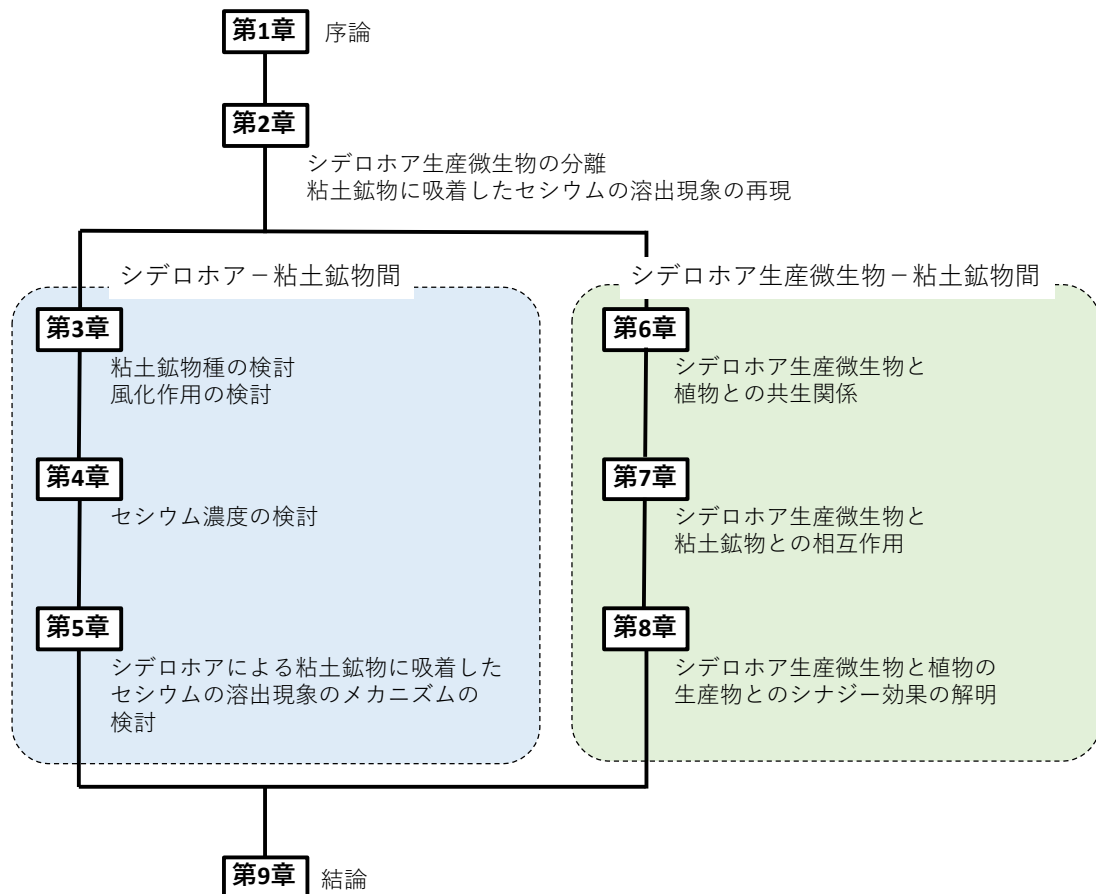 第1章 序論
第2章
シデロホア生産微生物の分離
粘土鉱物に吸着したセシウムの溶出現象の再現
シデロホア－粘土鉱物間
第3章
粘土鉱物種の検討
風化作用の検討
第4章
セシウム濃度の検討
第5章
シデロホアによる粘土鉱物に吸着した
セシウムの溶出現象のメカニズムの
検討
シデロホア生産微生物－粘土鉱物間
第6章
シデロホア生産微生物と
植物との共生関係
第7章
シデロホア生産微生物と
粘土鉱物との相互作用
第8章
シデロホア生産微生物と植物の
生産物とのシナジー効果の解明
第9章 結論